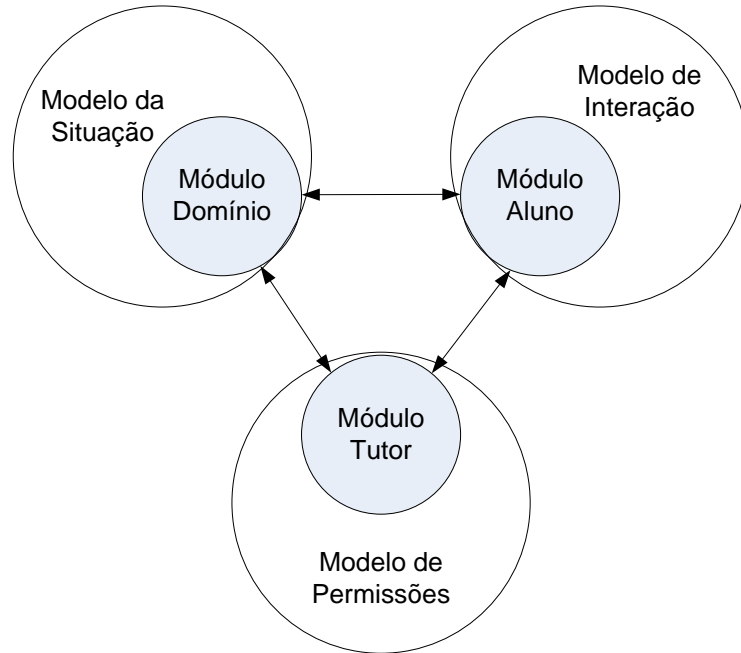 Modelo da
Situação
Módulo
Domínio
Modelo de
Interação
Módulo
Aluno
Módulo
Tutor
Modelo de
Permissões